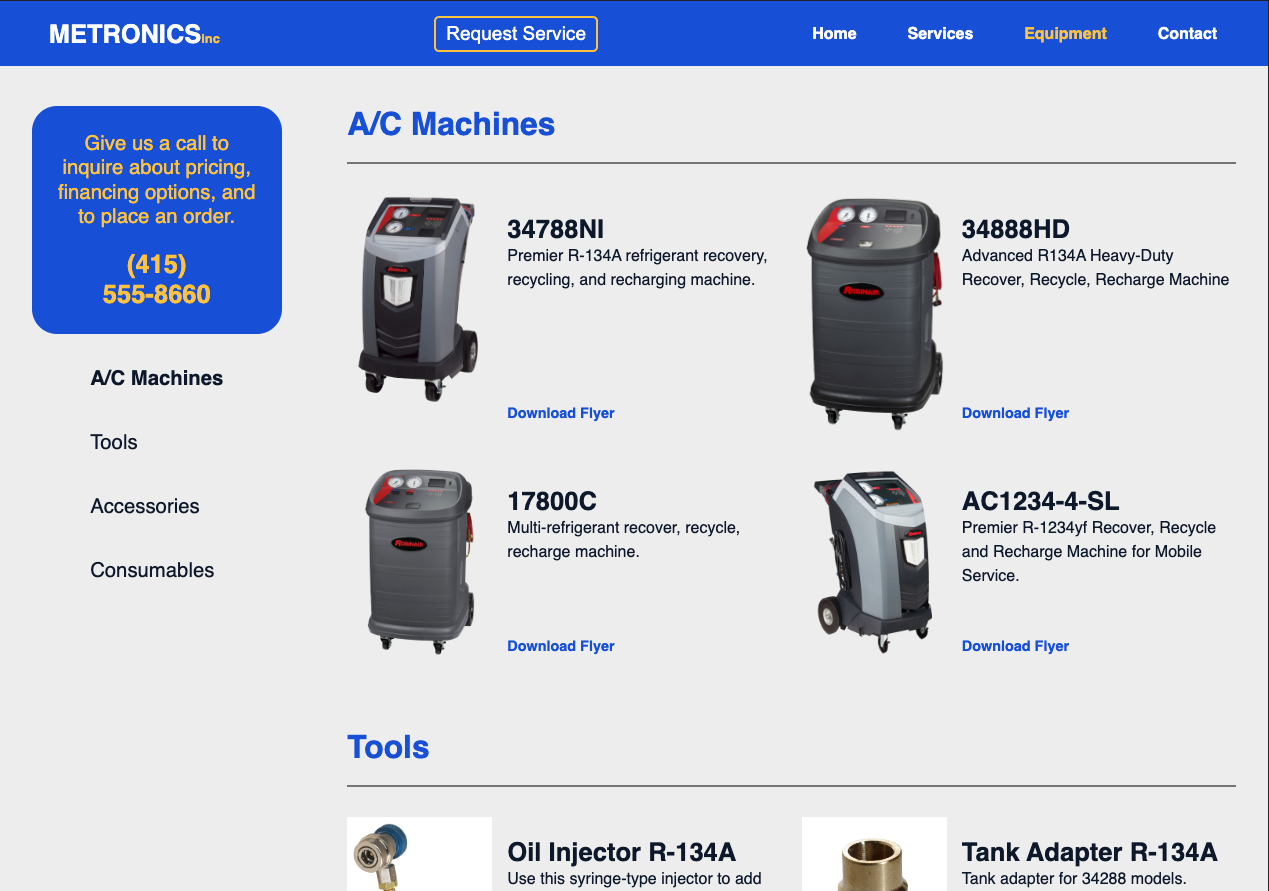 METRONICSinc
Request Service
Home
Services
Equipment
Contact
Give us a call to
inquire about pricing,
financing options, and
to place an order.
(415)
555-8660
A/C Machines
Tools
Accessories
Consumables
A/C Machines
34788NI
Premier R-134A refrigerant recovery,
recycling, and recharging machine.
Download Flyer
ROBINAIR
34888HD
Advanced R134A Heavy-Duty
Recover, Recycle, Recharge Machine
Download Flyer
ROBINAIR
17800C
Multi-refrigerant recover, recycle,
recharge machine.
Download Flyer
AC1234-4-SL
Premier R-1234yf Recover, Recycle
and Recharge Machine for Mobile
Service.
Download Flyer
Tools
Oil Injector R-134A
Use this syringe-type injector to add
Tank Adapter R-134A
Tank adapter for 34288 models.